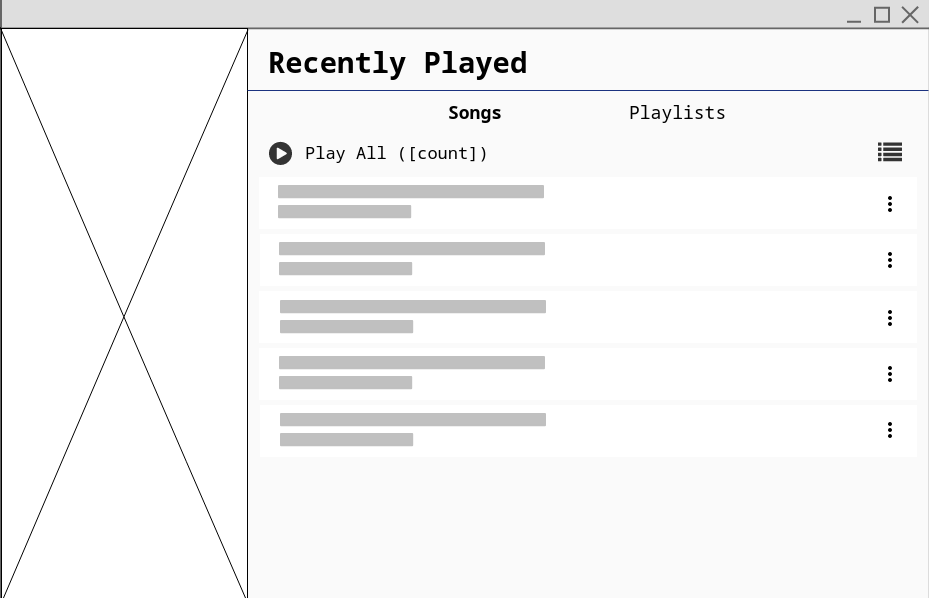 Recently Played
Songs Playlists
Play All ([count])